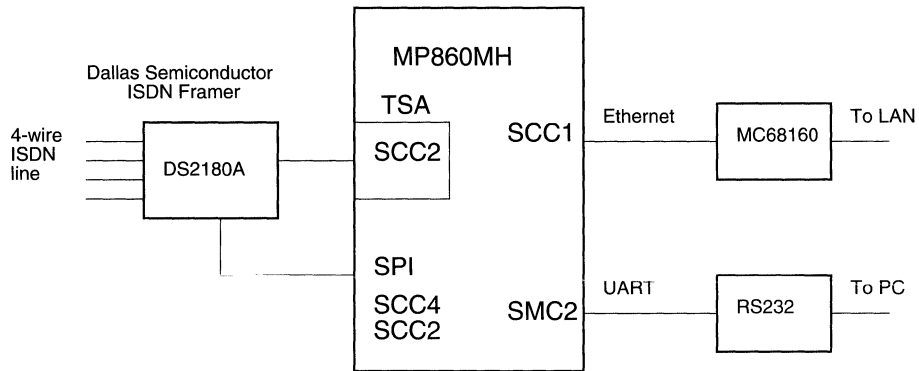 MP860MH
Dallas Semiconductor
ISDN Framer
TSA
4-wire
ISDN
line
DS2180A
SCC2
SCC1
Ethernet
MC68160
To LAN
SPI
SCC4
SCC2
SMC2
UART
RS232
To PC